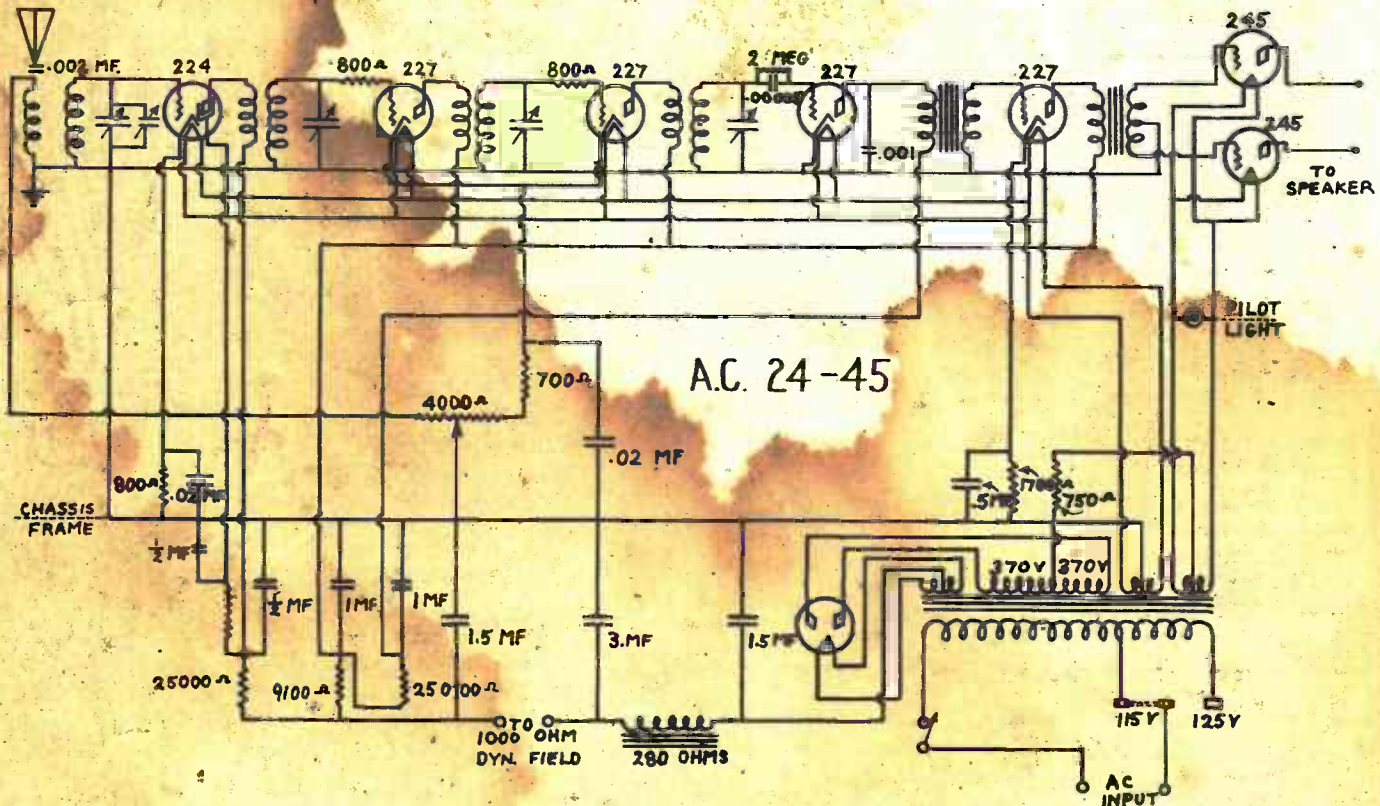 .002 MF.
224
800Ω
227
800Ω
227
2 MEG
227
227
245
.001
245
TO
SPEAKER
PILOT
LIGHT
A.C. 24-45
700Ω
4000Ω
.02 MF
800Ω
.02 MF
CHASSIS
FRAME
½ MF
.5 MF
750Ω
370V
370V
½ MF
1MF
1MF
1.5 MF
3.MF
1.5 MF
25000Ω
9100Ω
250100Ω
TO
1000 OHM
DYN. FIELD
280 OHMS
115V
125V
AC
INPUT